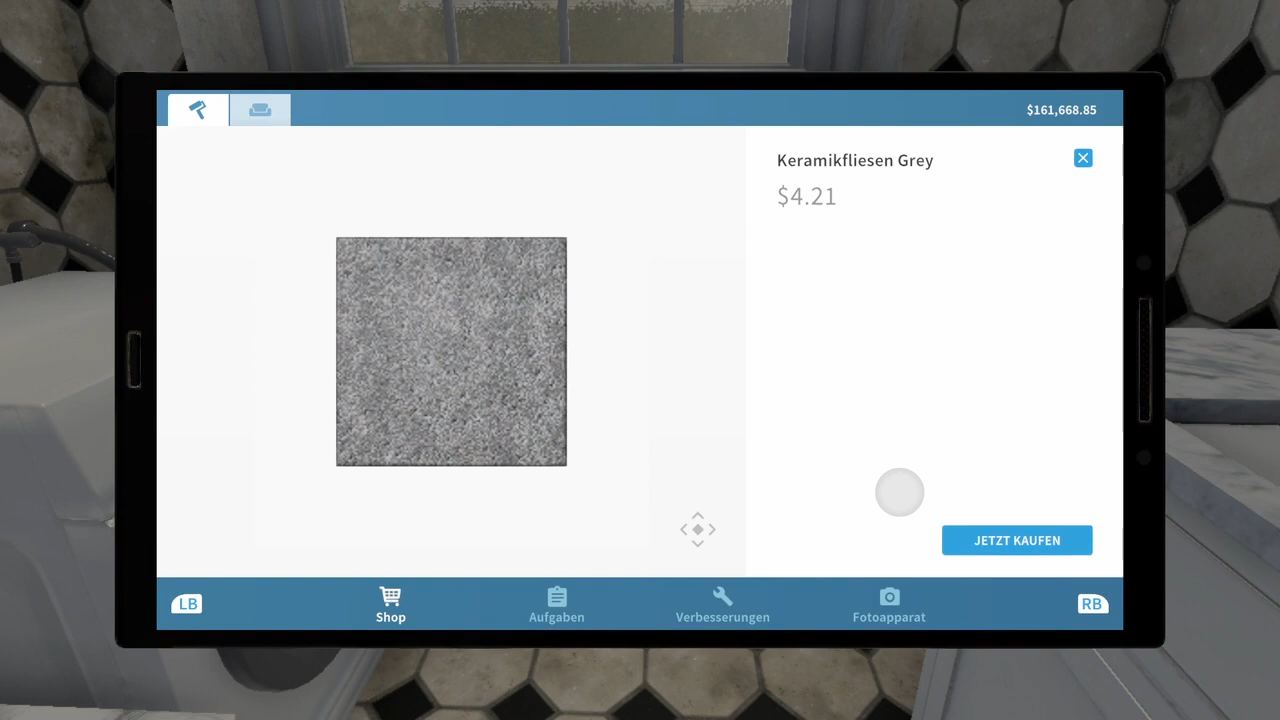 $161,668.85
Keramikfliesen Grey
$4.21
JETZT KAUFEN
LB
Shop
Aufgaben
Verbesserungen
Fotoapparat
RB